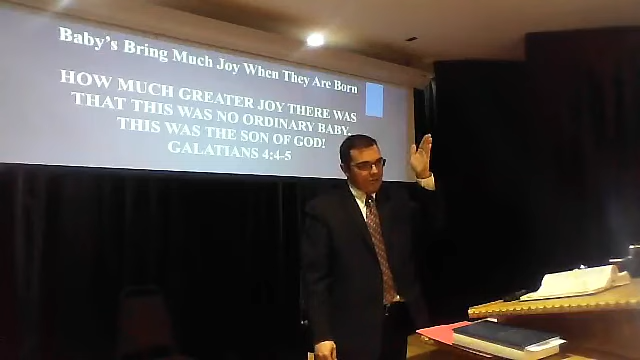 Baby's Bring Much Joy When They Are Born
HOW MUCH GREATER JOY THERE WAS
THAT THIS WAS NO ORDINARY BABY.
THIS WAS THE SON OF GOD!
GALATIANS 4:4-5